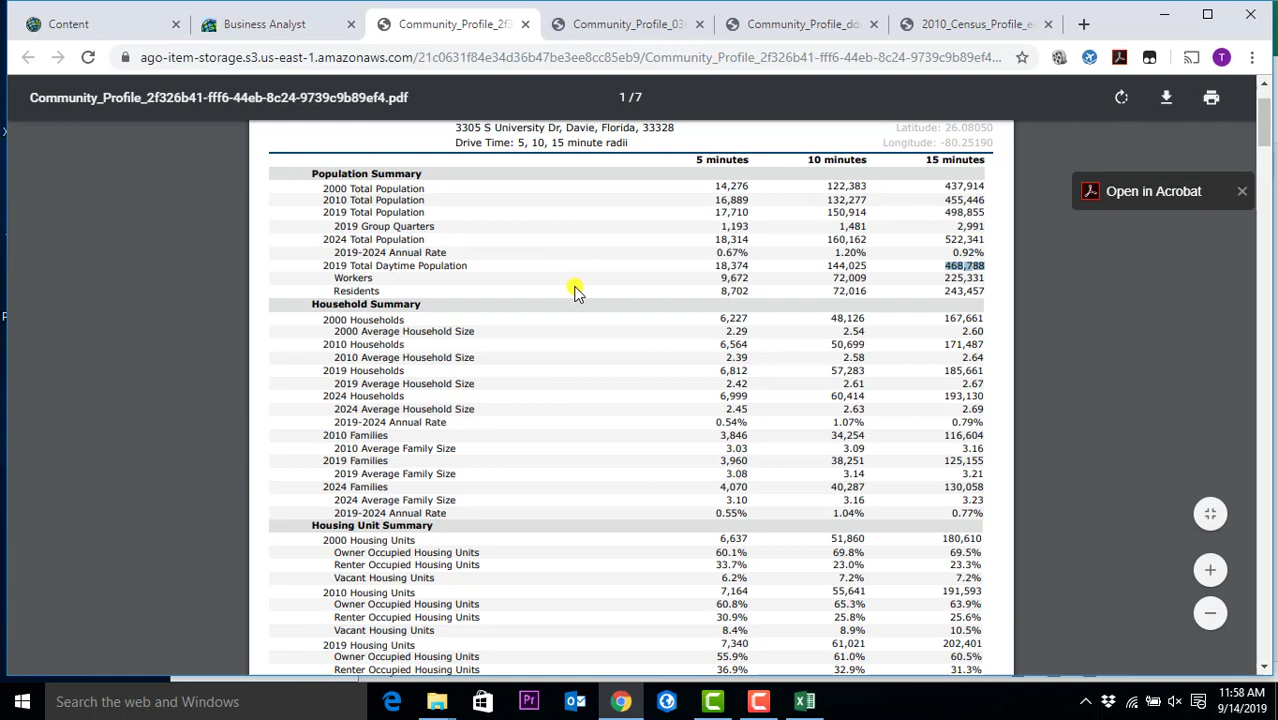 Content
Business Analyst
Community_Profile_2f3
Community_Profile_03
Community_Profile_dd
2010_Census_Profile_e
ago-item-storage.s3.us-east-1.amazonaws.com/21c0631f84e34d36b47be3ee8cc85eb9/Community_Profile_2f326b41-fff6-44eb-8c24-9739c9b89ef4....
T
Community_Profile_2f326b41-fff6-44eb-8c24-9739c9b89ef4.pdf 1 / 7
Open in Acrobat
3305 S University Dr, Davie, Florida, 33328 Latitude: 26.08050
Drive Time: 5, 10, 15 minute radii Longitude: -80.25190
5 minutes 10 minutes 15 minutes
Population Summary
2000 Total Population 14,276 122,383 437,914
2010 Total Population 16,889 132,277 455,446
2019 Total Population 17,710 150,914 498,855
2019 Group Quarters 1,193 1,481 2,991
2024 Total Population 18,314 160,162 522,341
2019-2024 Annual Rate 0.67% 1.20% 0.92%
2019 Total Daytime Population 18,374 144,025 468,788
Workers 9,672 72,009 225,331
Residents 8,702 72,016 243,457
Household Summary
2000 Households 6,227 48,126 167,661
2000 Average Household Size 2.29 2.54 2.60
2010 Households 6,564 50,699 171,487
2010 Average Household Size 2.39 2.58 2.64
2019 Households 6,812 57,283 185,661
2019 Average Household Size 2.42 2.61 2.67
2024 Households 6,999 60,414 193,130
2024 Average Household Size 2.45 2.63 2.69
2019-2024 Annual Rate 0.54% 1.07% 0.79%
2010 Families 3,846 34,254 116,604
2010 Average Family Size 3.03 3.09 3.16
2019 Families 3,960 38,251 125,155
2019 Average Family Size 3.08 3.14 3.21
2024 Families 4,070 40,287 130,058
2024 Average Family Size 3.10 3.16 3.23
2019-2024 Annual Rate 0.55% 1.04% 0.77%
Housing Unit Summary
2000 Housing Units 6,637 51,860 180,610
Owner Occupied Housing Units 60.1% 69.8% 69.5%
Renter Occupied Housing Units 33.7% 23.0% 23.3%
Vacant Housing Units 6.2% 7.2% 7.2%
2010 Housing Units 7,164 55,641 191,593
Owner Occupied Housing Units 60.8% 65.3% 63.9%
Renter Occupied Housing Units 30.9% 25.8% 25.6%
Vacant Housing Units 8.4% 8.9% 10.5%
2019 Housing Units 7,340 61,021 202,401
Owner Occupied Housing Units 55.9% 61.0% 60.5%
Renter Occupied Housing Units 36.9% 32.9% 31.3%
Search the web and Windows
Pr
11:58 AM
9/14/2019